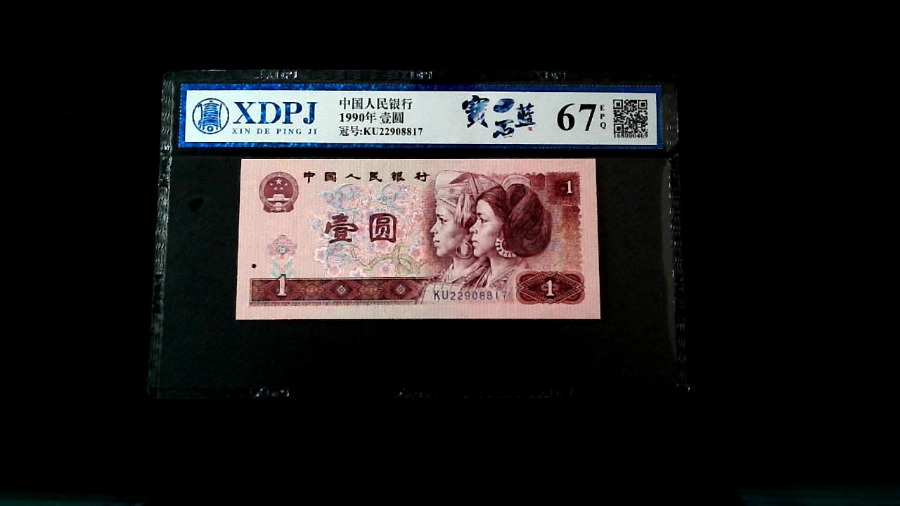 XDPJ
XIN DE PING JI
中国人民银行
1990年 壹圆
冠号:KU22908817
寶石蓝
67
EPQ
中国人民银行
壹圆
1
1
KU22908817
1